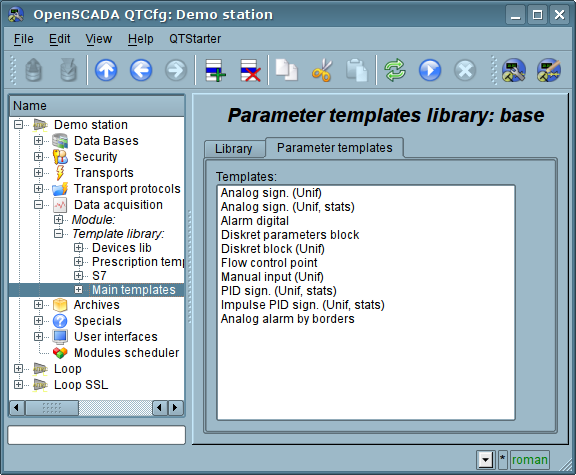 OpenSCADA QTCfg: Demo station
File Edit View Help QTStarter
Name
Demo station
Data Bases
Security
Transports
Transport protocols
Data acquisition
Module:
Template library:
Devices lib
Prescription temp
S7
Main templates
Archives
Specials
User interfaces
Modules scheduler
Loop
Loop SSL
Parameter templates library: base
Library Parameter templates
Templates:
Analog sign. (Unif)
Analog sign. (Unif, stats)
Alarm digital
Diskret parameters block
Diskret block (Unif)
Flow control point
Manual input (Unif)
PID sign. (Unif, stats)
Impulse PID sign. (Unif, stats)
Analog alarm by borders
* roman